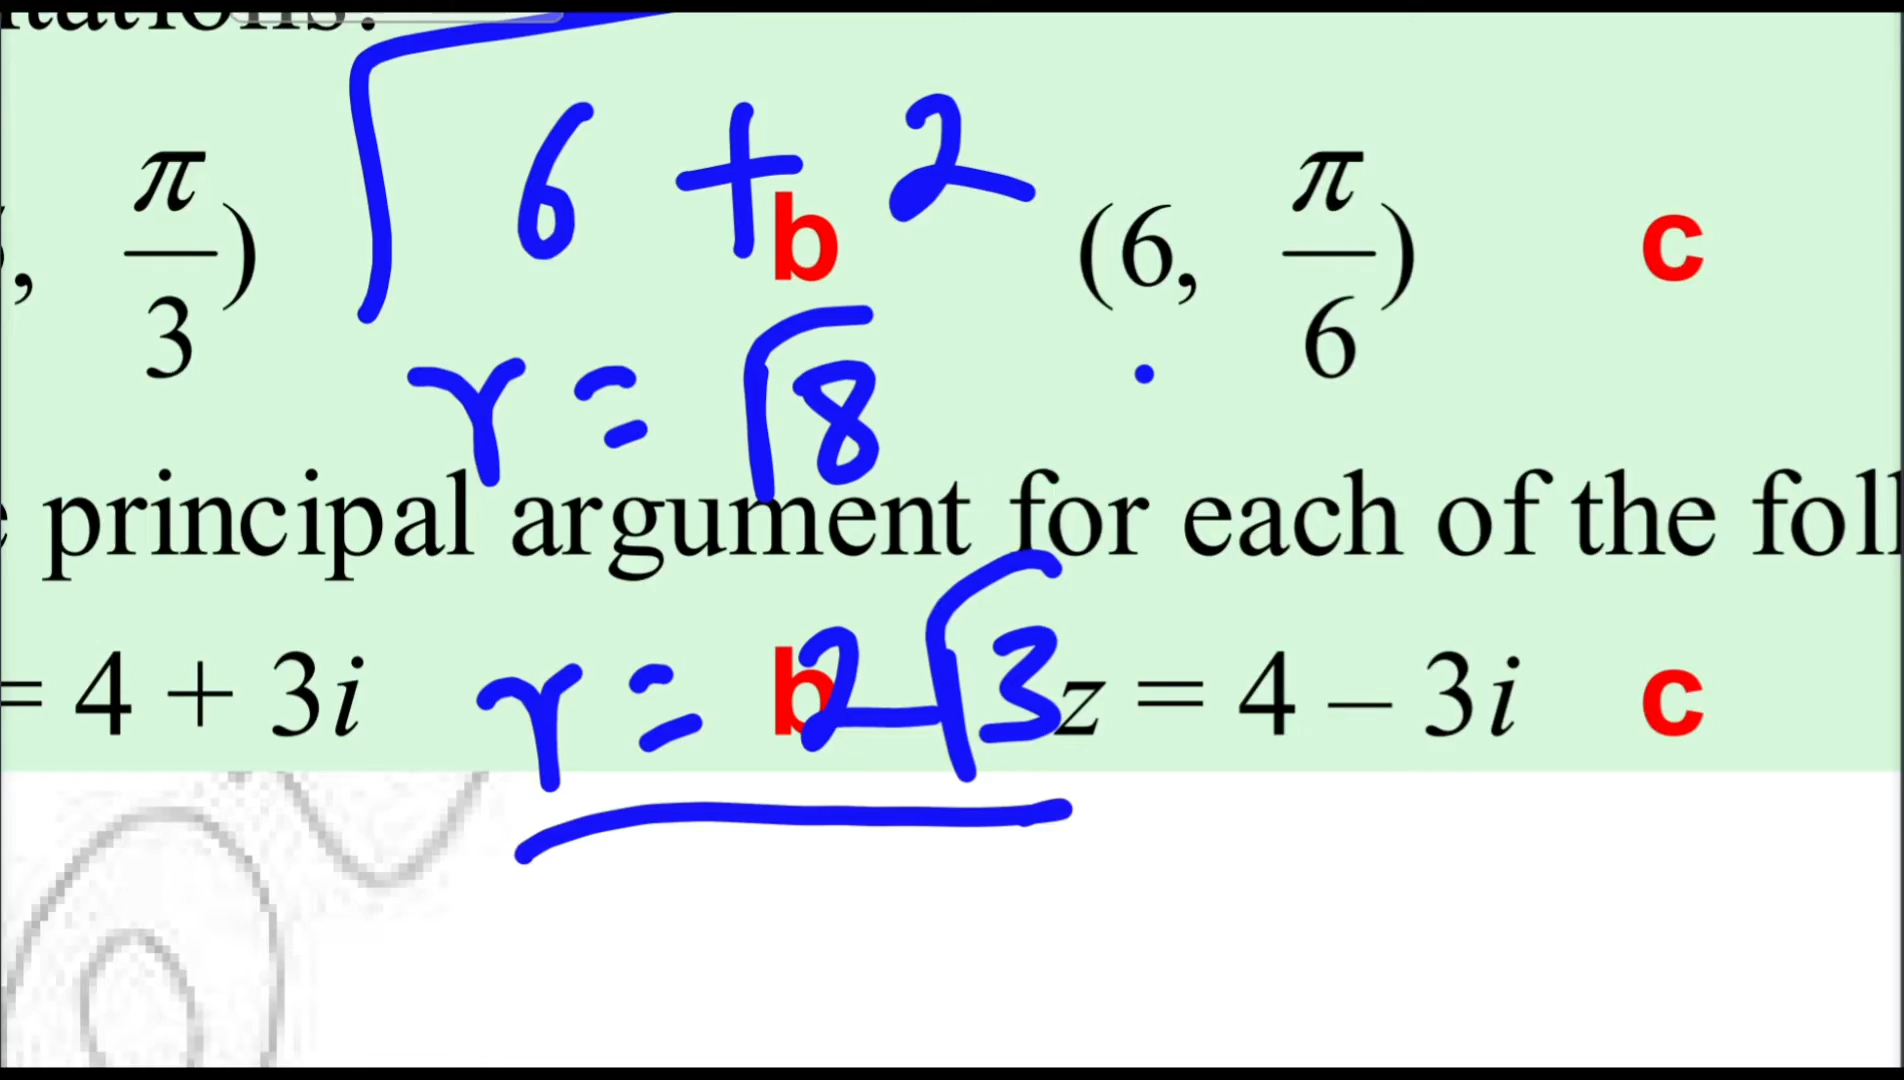 ntations.
, π/3) b (6, π/6) c
√6 + 2
r = √8
principal argument for each of the foll
= 4 + 3i b z = 4 – 3i c
r = 2√3